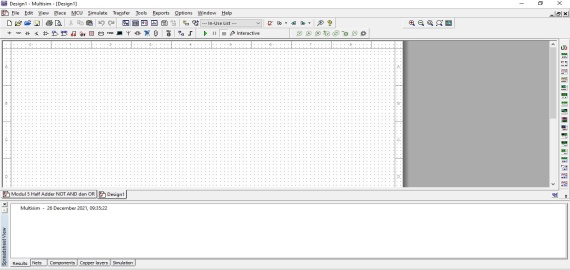 Design1 - Multisim - [Design1]
File Edit View Place MCU Simulate Transfer Tools Reports Options Window Help
--- In-Use List ---
Interactive
Modul 5 Half Adder NOT AND dan OR Design1
Multisim - 26 December 2021, 09:35:22
Spreadsheet View
Results Nets Components Copper layers Simulation